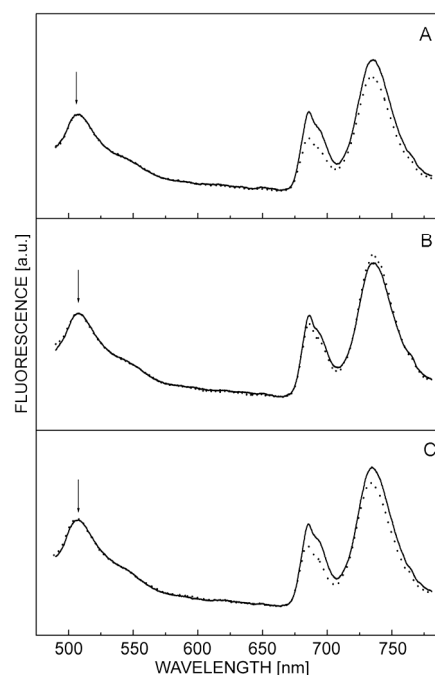 A
B
C
FLUORESCENCE [a.u.]
500 550 600 650 700 750
WAVELENGTH [nm]